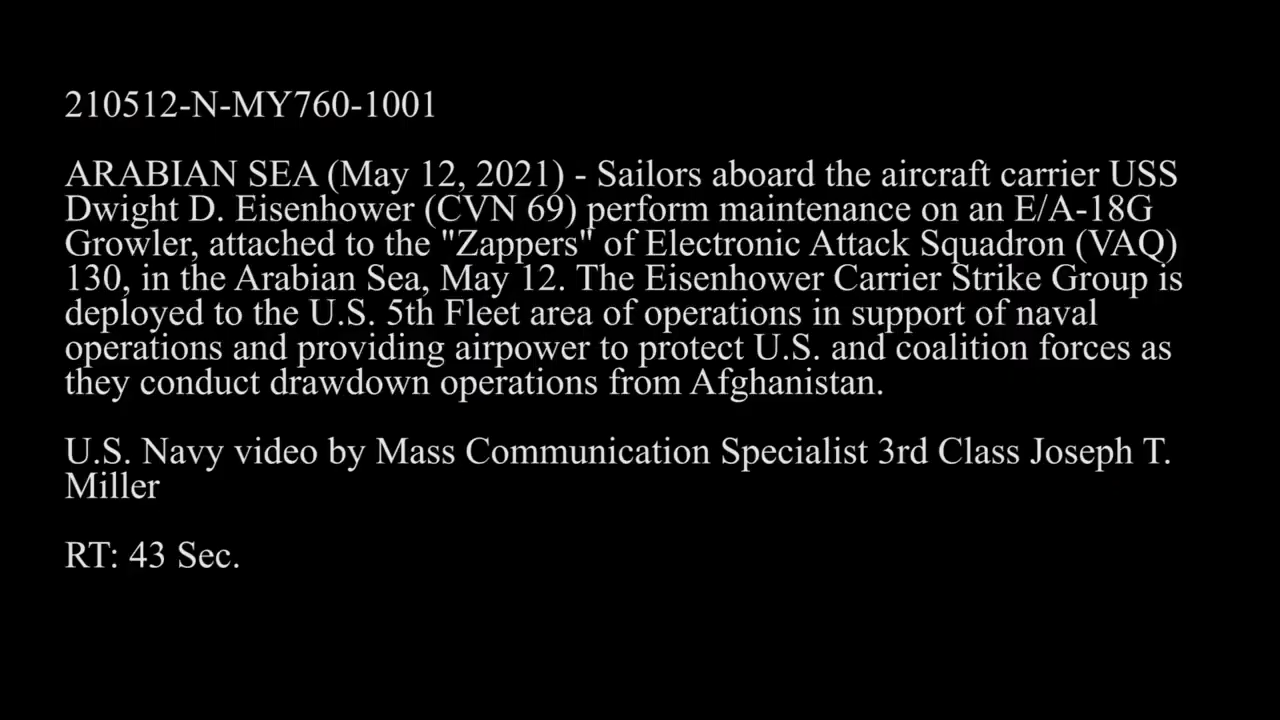 210512-N-MY760-1001
ARABIAN SEA (May 12, 2021) - Sailors aboard the aircraft carrier USS
Dwight D. Eisenhower (CVN 69) perform maintenance on an E/A-18G
Growler, attached to the "Zappers" of Electronic Attack Squadron (VAQ)
130, in the Arabian Sea, May 12. The Eisenhower Carrier Strike Group is
deployed to the U.S. 5th Fleet area of operations in support of naval
operations and providing airpower to protect U.S. and coalition forces as
they conduct drawdown operations from Afghanistan.
U.S. Navy video by Mass Communication Specialist 3rd Class Joseph T.
Miller
RT: 43 Sec.